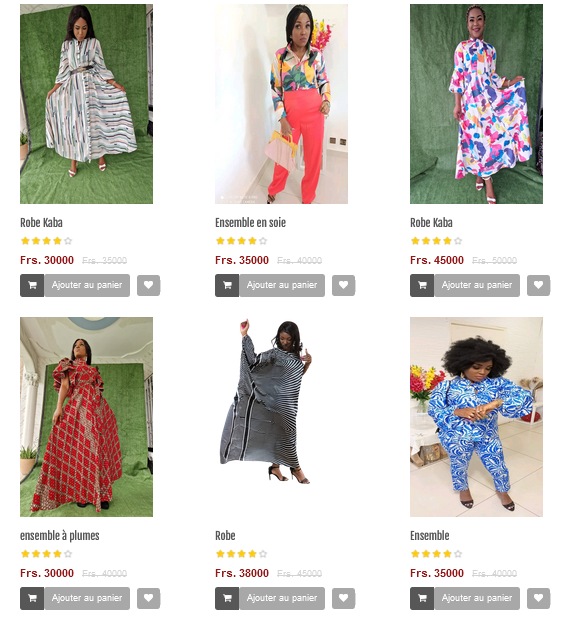 Robe Kaba
Frs. 30000 Frs. 35000
Ajouter au panier
Ensemble en soie
Frs. 35000 Frs. 40000
Ajouter au panier
Robe Kaba
Frs. 45000 Frs. 50000
Ajouter au panier
ensemble à plumes
Frs. 30000 Frs. 40000
Ajouter au panier
Robe
Frs. 38000 Frs. 45000
Ajouter au panier
Ensemble
Frs. 35000 Frs. 40000
Ajouter au panier